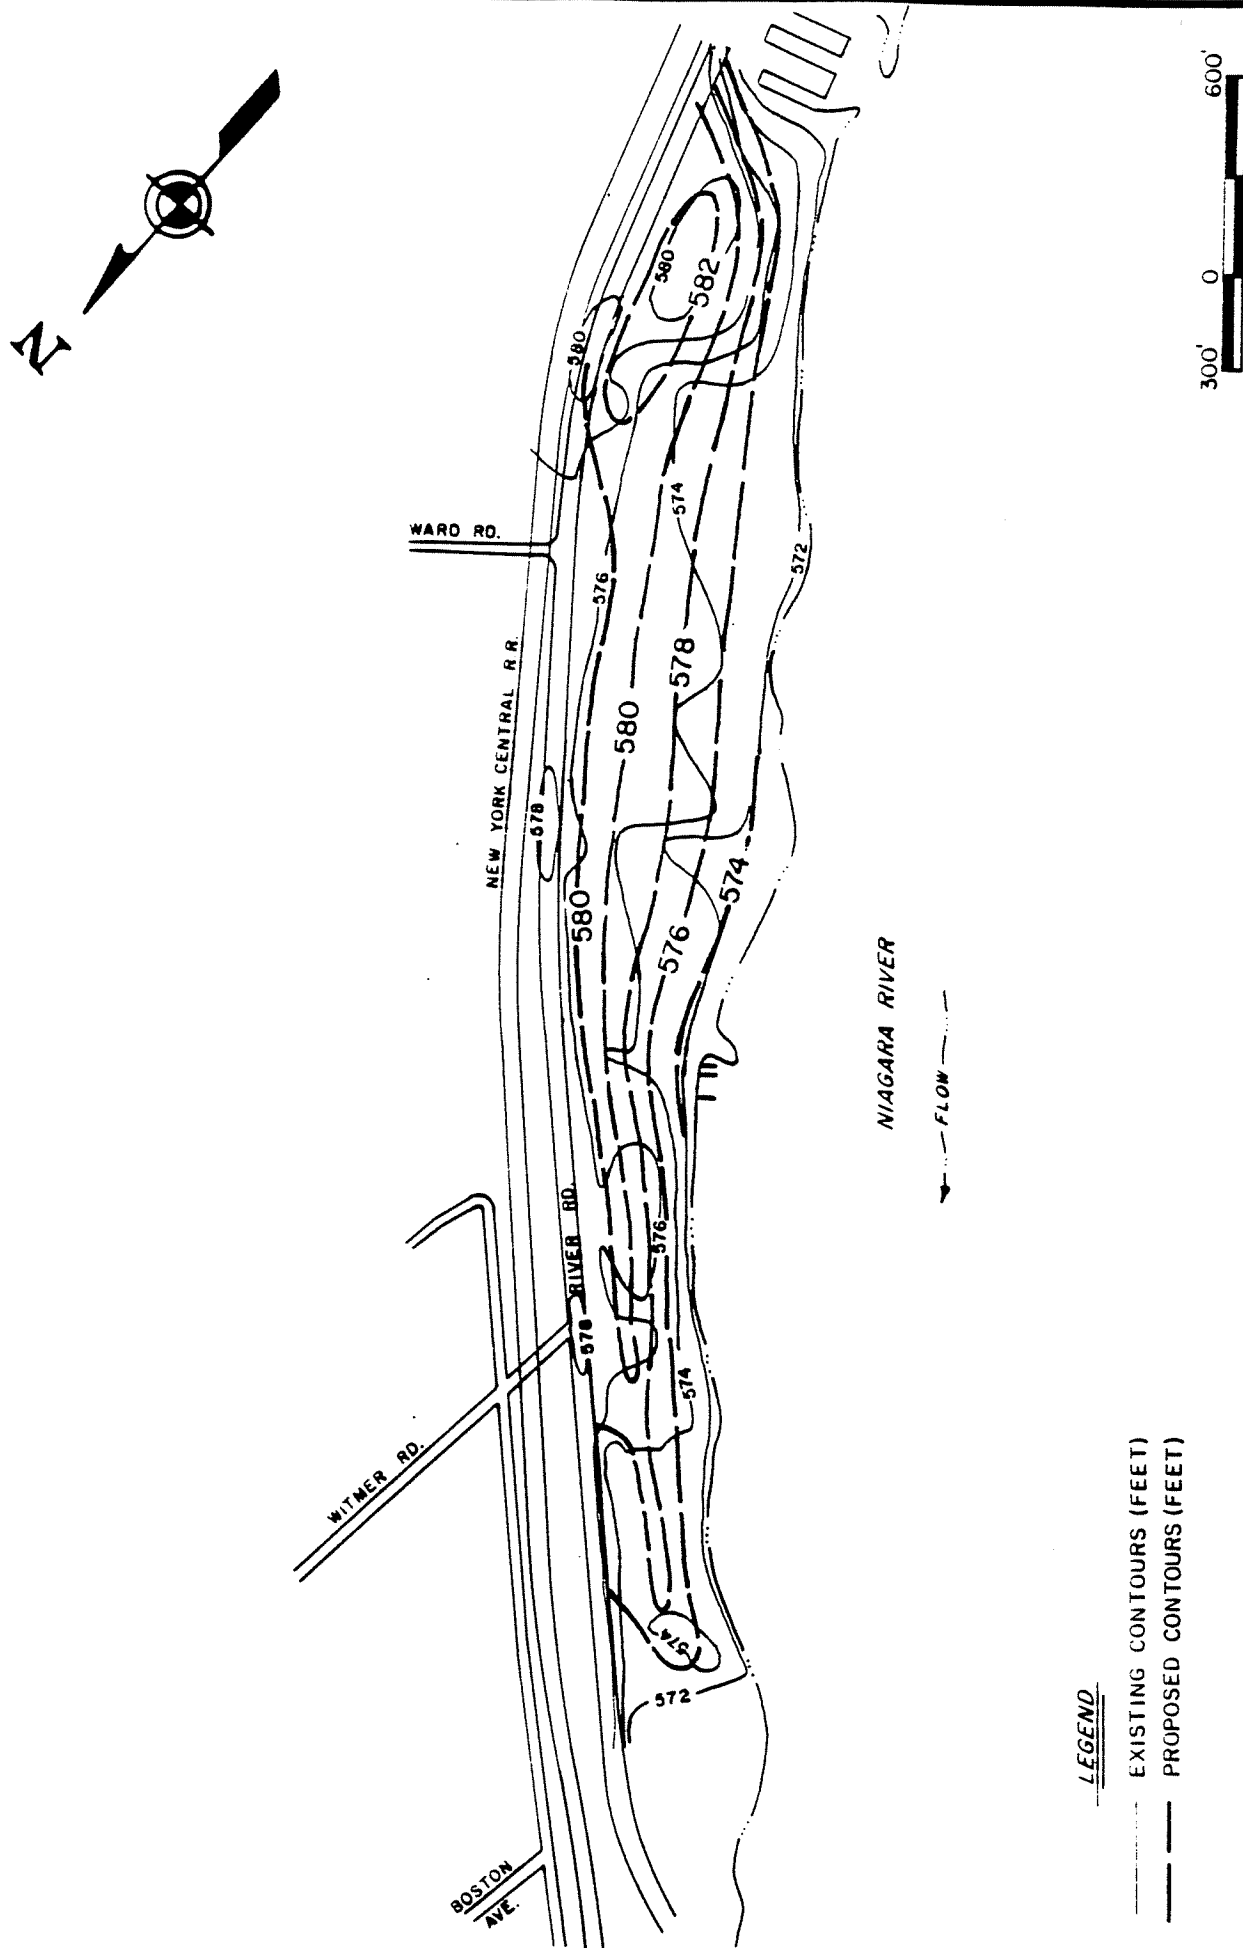 N
600'
0
300'
580
582
580
WARD RD.
574
576
572
NEW YORK CENTRAL R R.
578
580
578
580
574
576
NIAGARA RIVER
FLOW
RIVER RD.
576
578
574
WITMER RD.
574
572
BOSTON
AVE.
LEGEND
EXISTING CONTOURS (FEET)
PROPOSED CONTOURS (FEET)